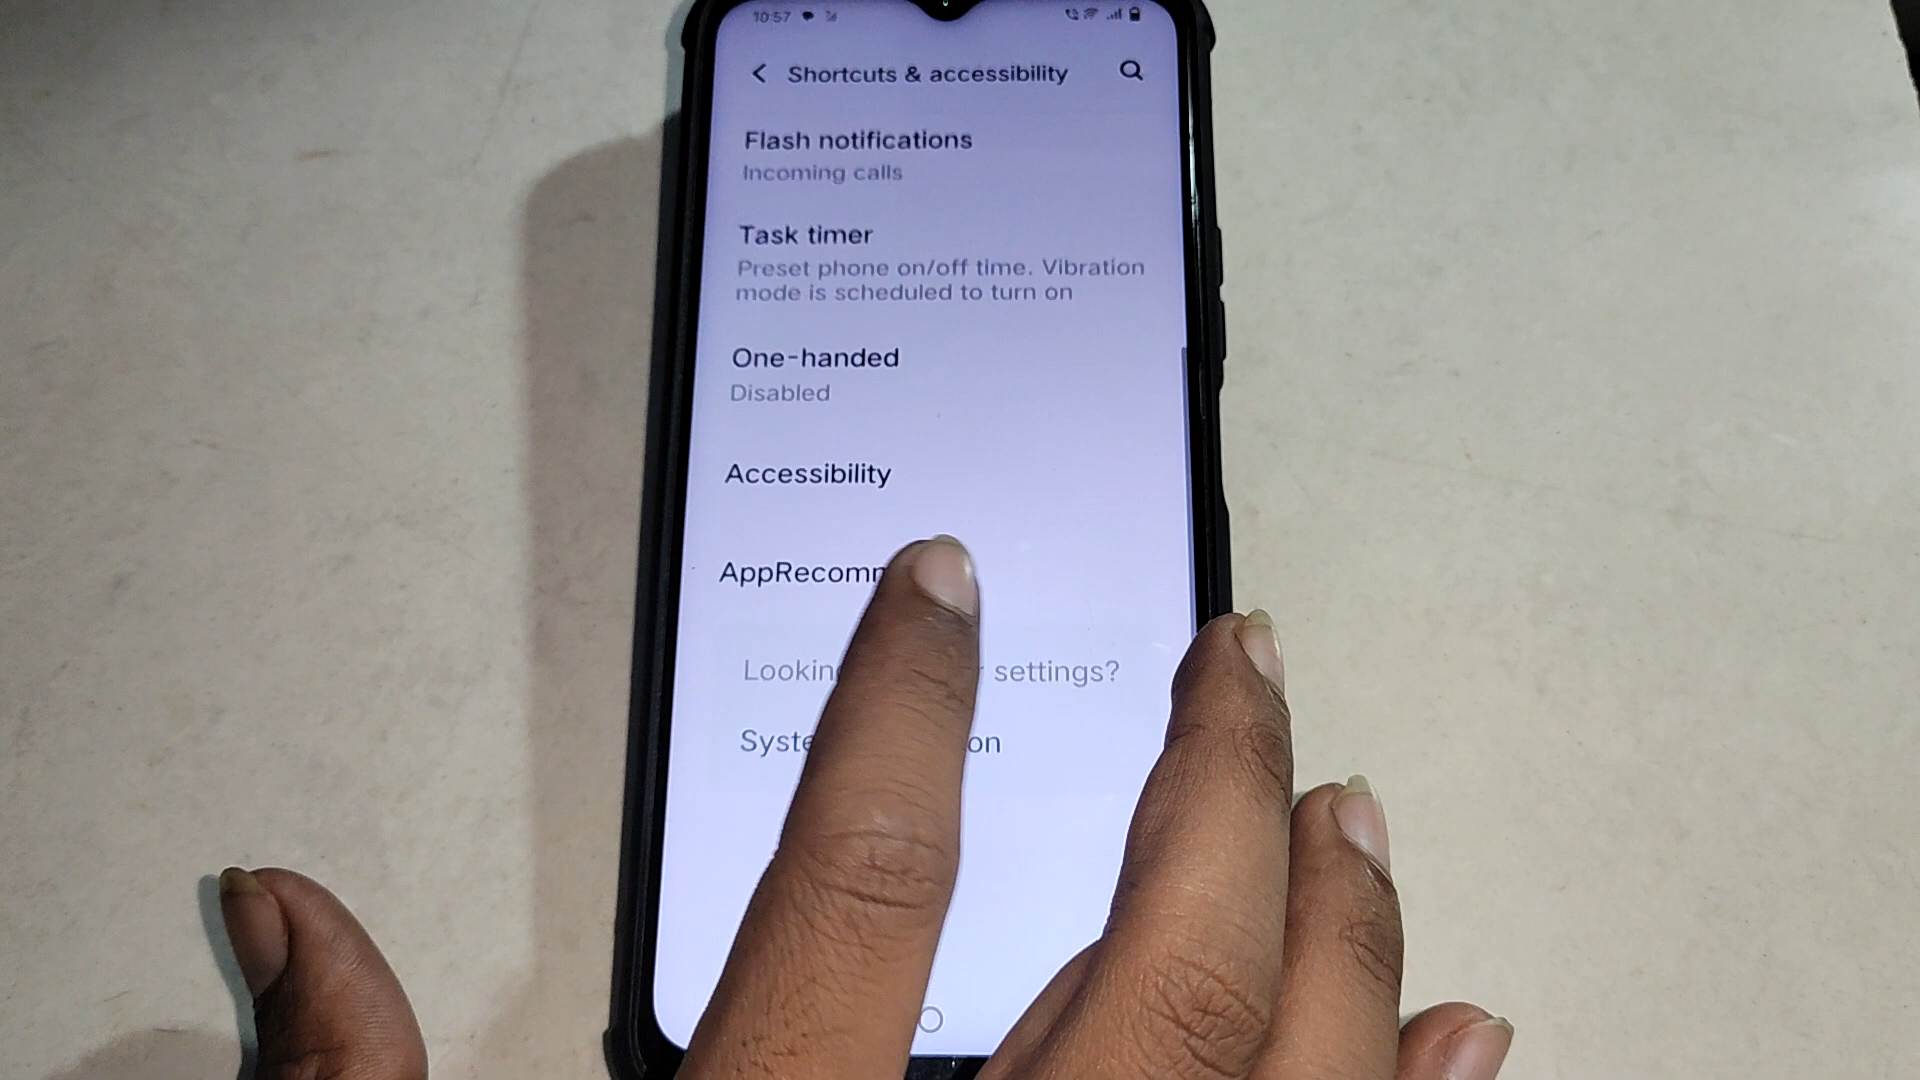 10:57
Shortcuts & accessibility
Flash notifications
Incoming calls
Task timer
Preset phone on/off time. Vibration
mode is scheduled to turn on
One-handed
Disabled
Accessibility
settings?